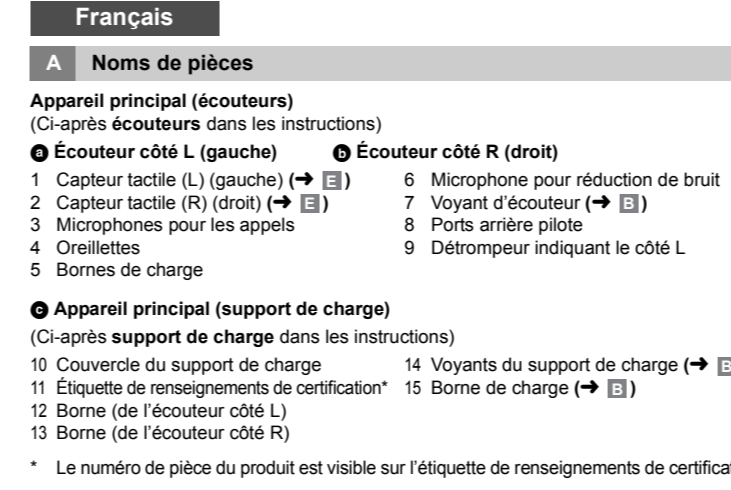 Français
A Noms de pièces
Appareil principal (écouteurs)
(Ci-après écouteurs dans les instructions)
ⓐ Écouteur côté L (gauche) ⓑ Écouteur côté R (droit)
1 Capteur tactile (L) (gauche) (➜ E)
2 Capteur tactile (R) (droit) (➜ E)
3 Microphones pour les appels
4 Oreillettes
5 Bornes de charge
6 Microphone pour réduction de bruit
7 Voyant d’écouteur (➜ B)
8 Ports arrière pilote
9 Détrompeur indiquant le côté L
ⓒ Appareil principal (support de charge)
(Ci-après support de charge dans les instructions)
10 Couvercle du support de charge
11 Étiquette de renseignements de certification*
12 Borne (de l’écouteur côté L)
13 Borne (de l’écouteur côté R)
14 Voyants du support de charge (➜ B
15 Borne de charge (➜ B)
* Le numéro de pièce du produit est visible sur l’étiquette de renseignements de